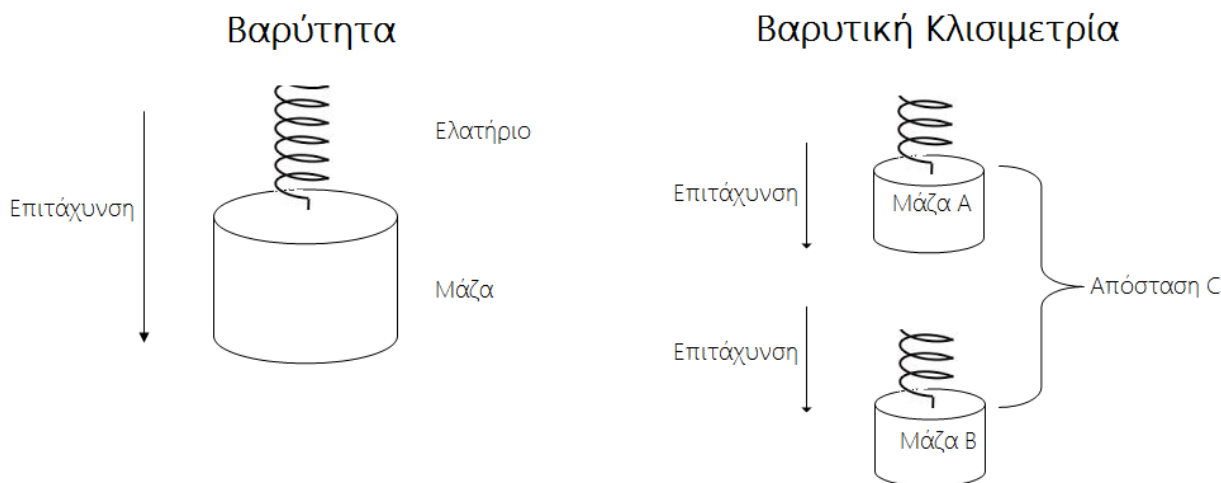 Βαρύτητα
Επιτάχυνση
Ελατήριο
Μάζα
Βαρυτική Κλισιμετρία
Επιτάχυνση
Μάζα Α
Απόσταση C
Επιτάχυνση
Μάζα Β